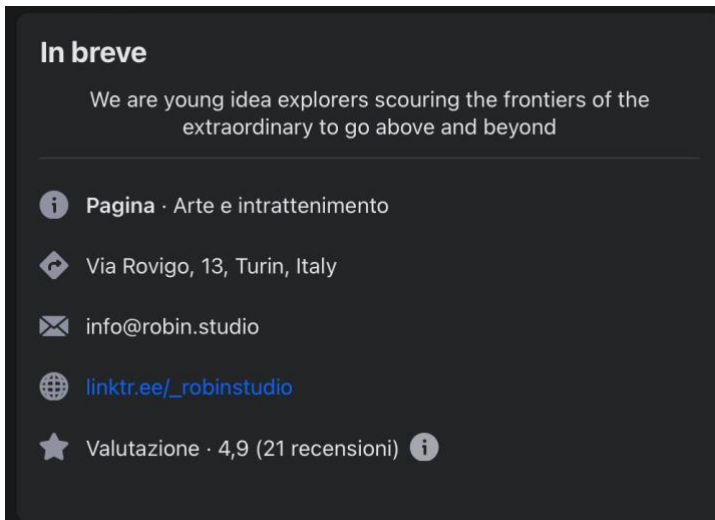 In breve
We are young idea explorers scouring the frontiers of the
extraordinary to go above and beyond
Pagina · Arte e intrattenimento
Via Rovigo, 13, Turin, Italy
info@robin.studio
linktr.ee/_robinstudio
Valutazione · 4,9 (21 recensioni)